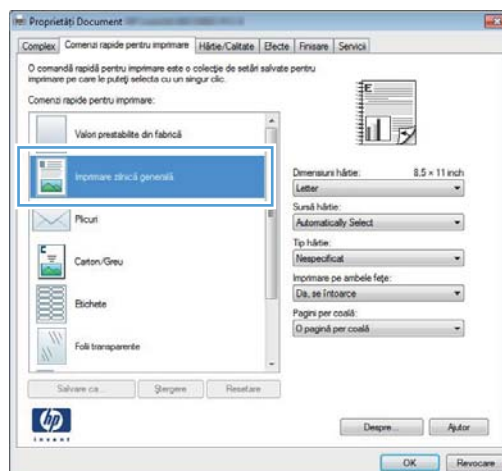 Proprietăți Document
Complex
Comenzi rapide pentru imprimare
Hârtie/Calitate
Efecte
Finisare
Servicii
O comandă rapidă pentru imprimare este o colecție de setări salvate pentru
imprimare pe care le puteți selecta cu un singur clic.
Comenzi rapide pentru imprimare:
Valori prestabilite din fabrică
Imprimare zilnică generală
Plicuri
Carton/Greu
Etichete
Folii transparente
Dimensiuni hârtie: 8.5 × 11 inch
Letter
Sursă hârtie:
Automatically Select
Tip hârtie:
Nespecificat
Imprimare pe ambele fețe:
Da, se întoarce
Pagini per coală:
O pagină per coală
Salvare ca...
Ștergere
Resetare
hp
invent
Despre...
Ajutor
OK
Revocare